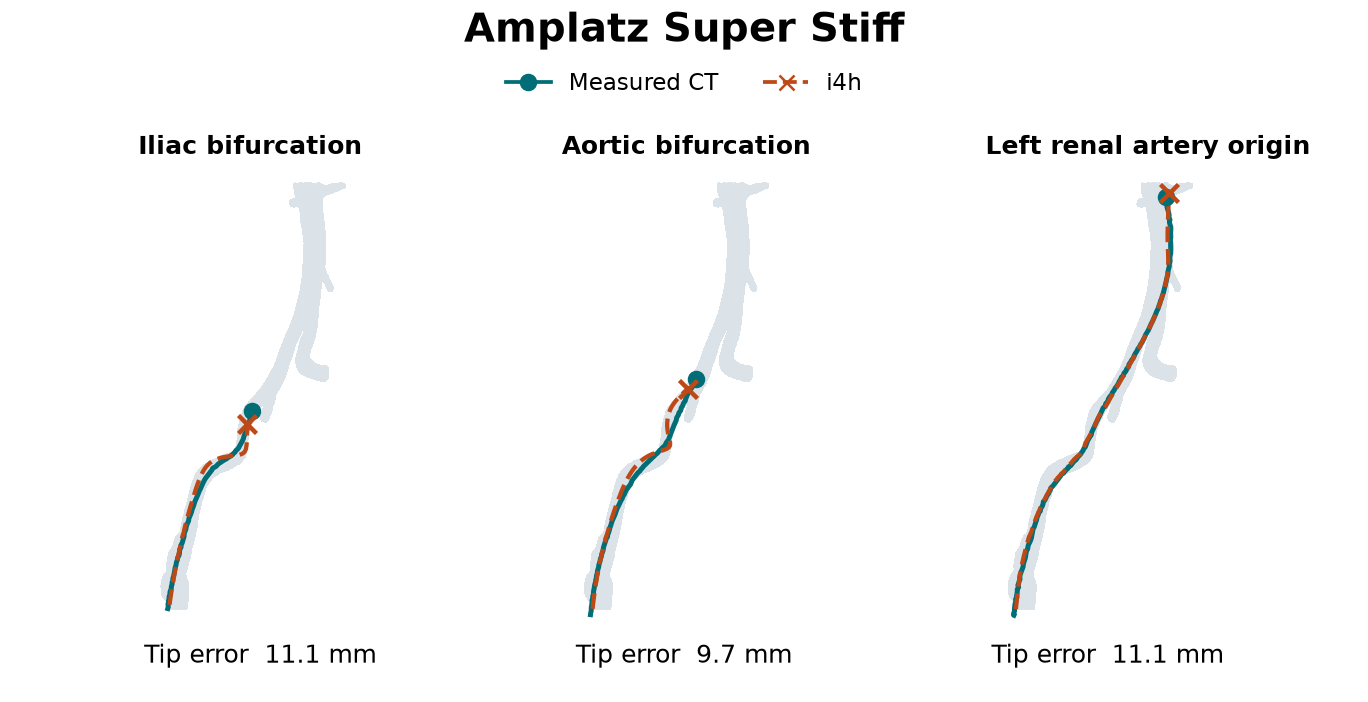 Amplatz Super Stiff
Measured CT i4h
Iliac bifurcation Aortic bifurcation Left renal artery origin
Tip error 11.1 mm Tip error 9.7 mm Tip error 11.1 mm